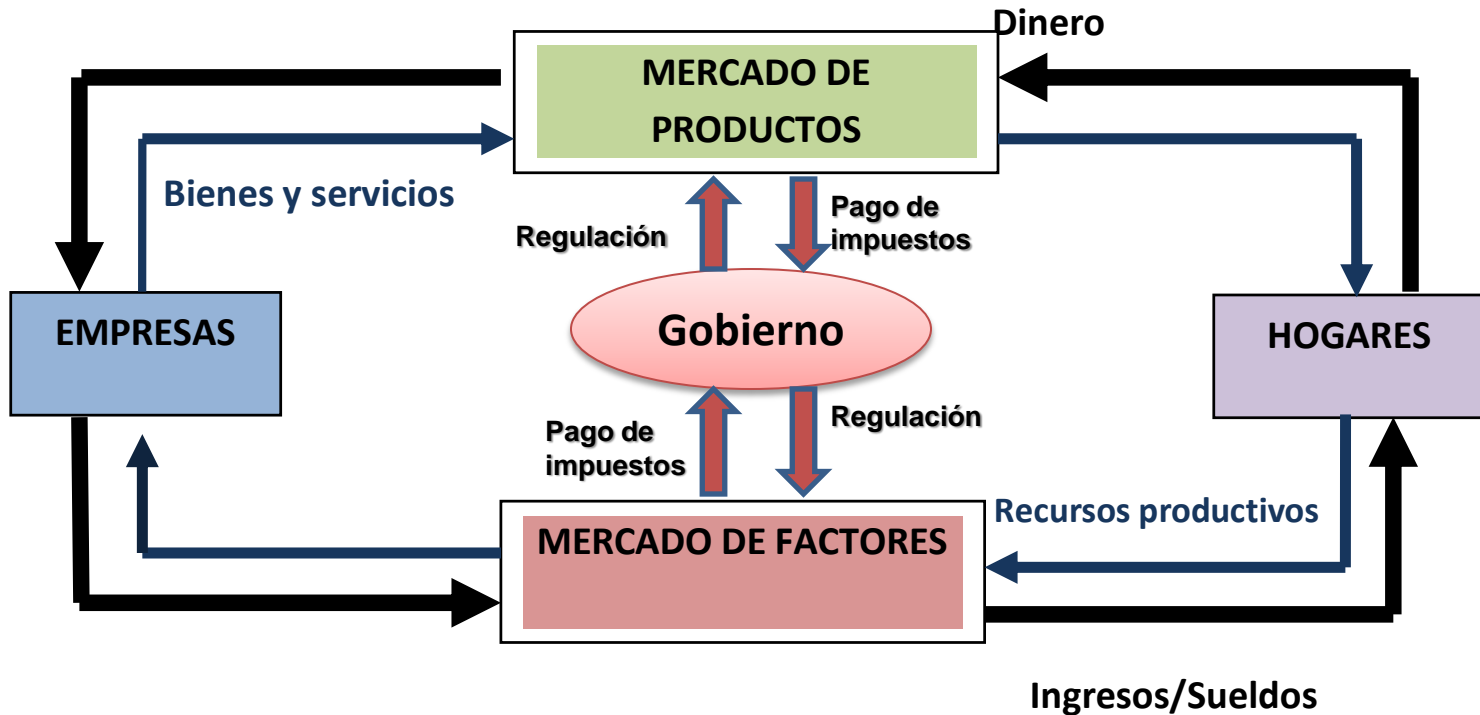 Dinero
MERCADO DE
PRODUCTOS
Bienes y servicios
Regulación
Pago de
impuestos
EMPRESAS
Gobierno
HOGARES
Pago de
impuestos
Regulación
Recursos productivos
MERCADO DE FACTORES
Ingresos/Sueldos